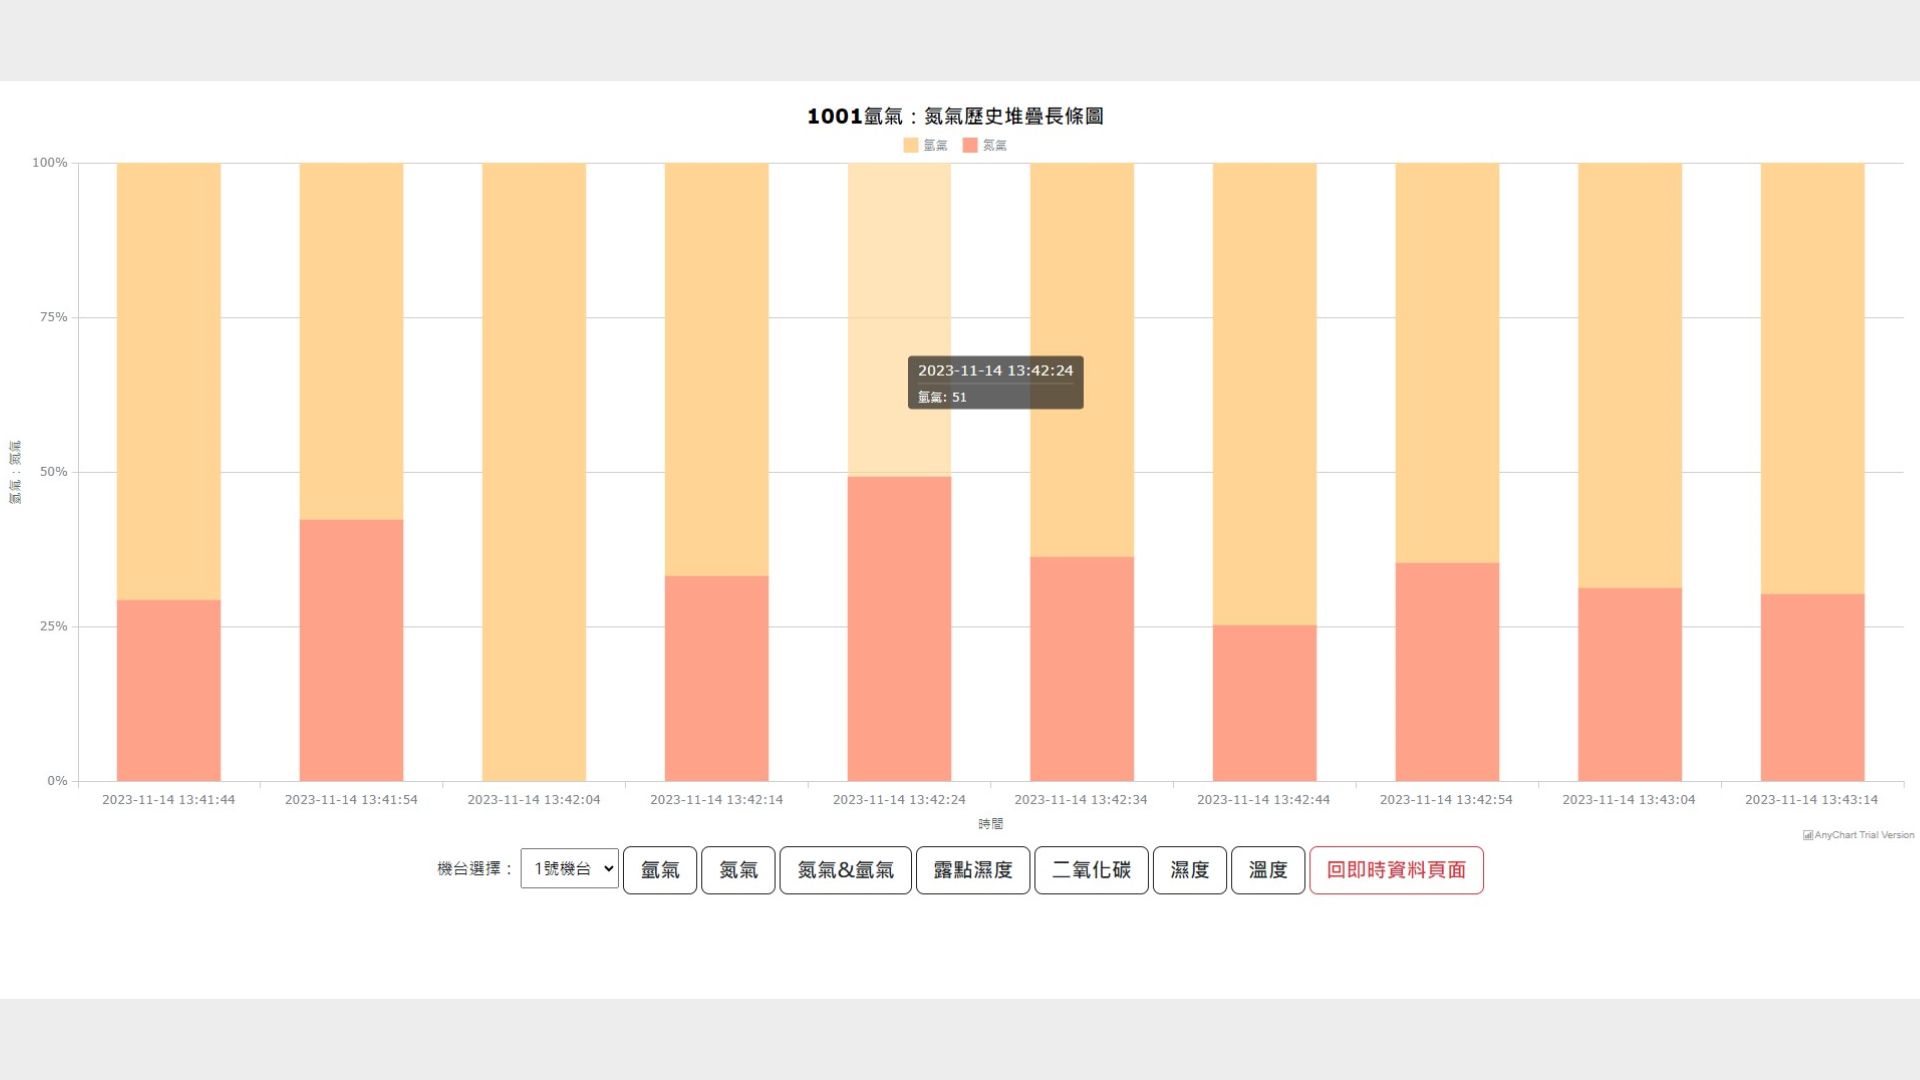 1001氬氣：氮氣歷史堆疊長條圖
氬氣 氮氣
100%
75%
50%
25%
0%
氬氣：氮氣
2023-11-14 13:42:24
氬氣: 51
2023-11-14 13:41:44 2023-11-14 13:41:54 2023-11-14 13:42:04 2023-11-14 13:42:14 2023-11-14 13:42:24 2023-11-14 13:42:34 2023-11-14 13:42:44 2023-11-14 13:42:54 2023-11-14 13:43:04 2023-11-14 13:43:14
時間
AnyChart Trial Version
機台選擇： 1號機台 氬氣 氮氣 氮氣&氬氣 露點濕度 二氧化碳 濕度 溫度 回即時資料頁面